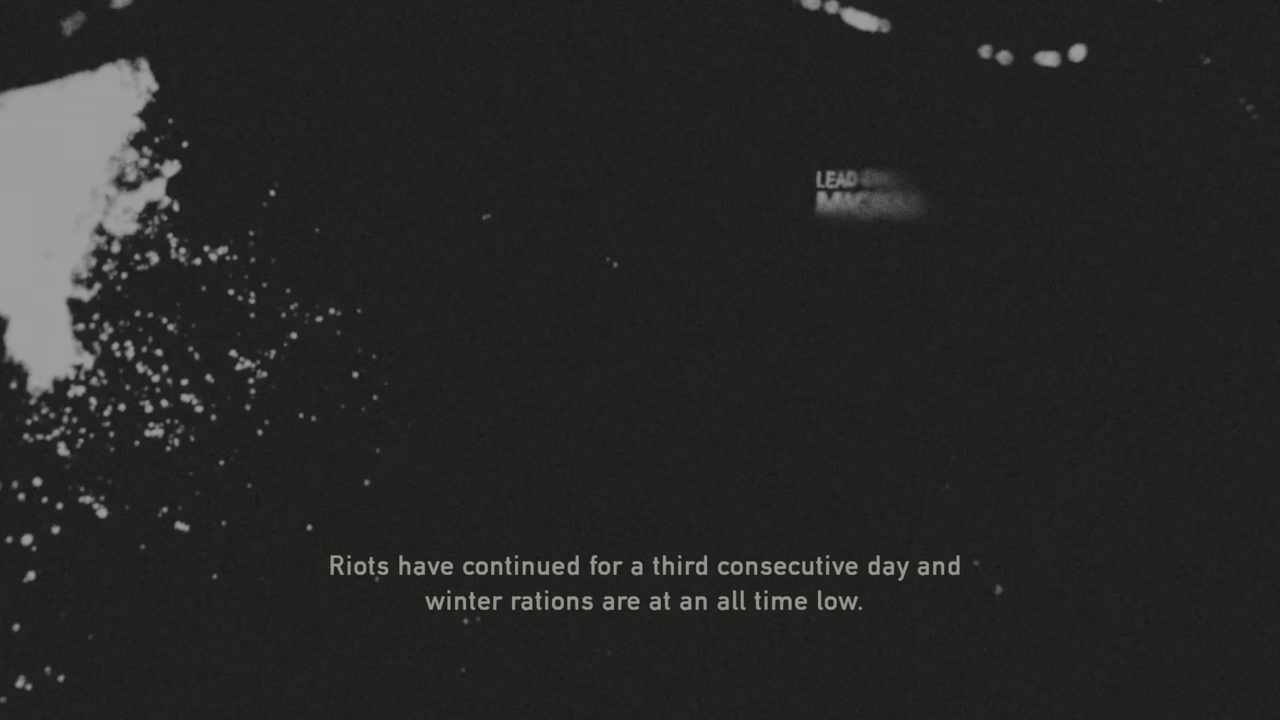 LEAD
Riots have continued for a third consecutive day and
winter rations are at an all time low.